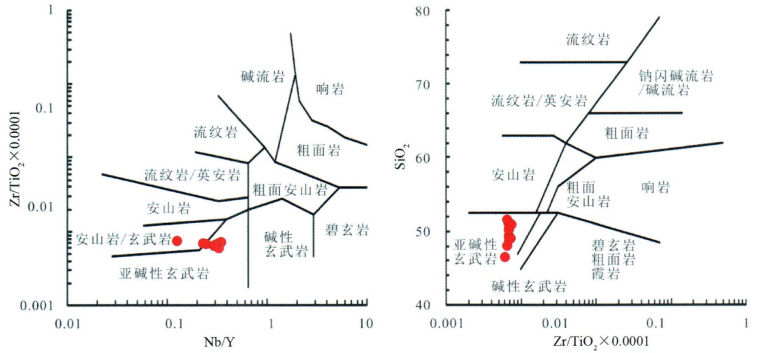 1
0.1
0.01
0.001
Zr/TiO₂×0.0001
碱流岩
响岩
流纹岩
粗面岩
流纹岩/英安岩
粗面安山岩
安山岩
安山岩/玄武岩
碱性
玄武岩
碧玄岩
亚碱性玄武岩
0.01
0.1
1
10
Nb/Y
80
70
60
50
40
SiO₂
流纹岩
钠闪碱流岩
/碱流岩
流纹岩/英安岩
粗面岩
安山岩
粗面
安山岩
响岩
亚碱性
玄武岩
碧玄岩
粗面岩
霞岩
碱性玄武岩
0.001
0.01
0.1
1
Zr/TiO₂×0.0001